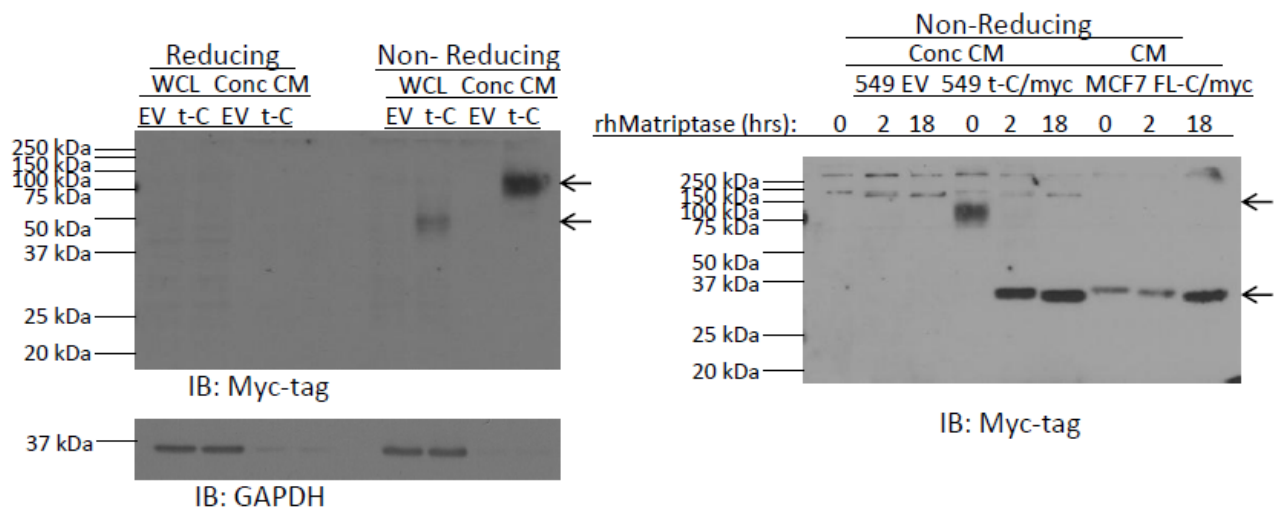 Reducing
Non- Reducing
WCL Conc CM
WCL Conc CM
EV t-C EV t-C
EV t-C EV t-C
250 kDa
150 kDa
100 kDa
75 kDa
50 kDa
37 kDa
25 kDa
20 kDa
IB: Myc-tag
37 kDa
IB: GAPDH
Non-Reducing
Conc CM CM
549 EV 549 t-C/myc MCF7 FL-C/myc
rhMatriptase (hrs): 0 2 18 0 2 18 0 2 18
250 kDa
150 kDa
100 kDa
75 kDa
50 kDa
37 kDa
25 kDa
20 kDa
IB: Myc-tag